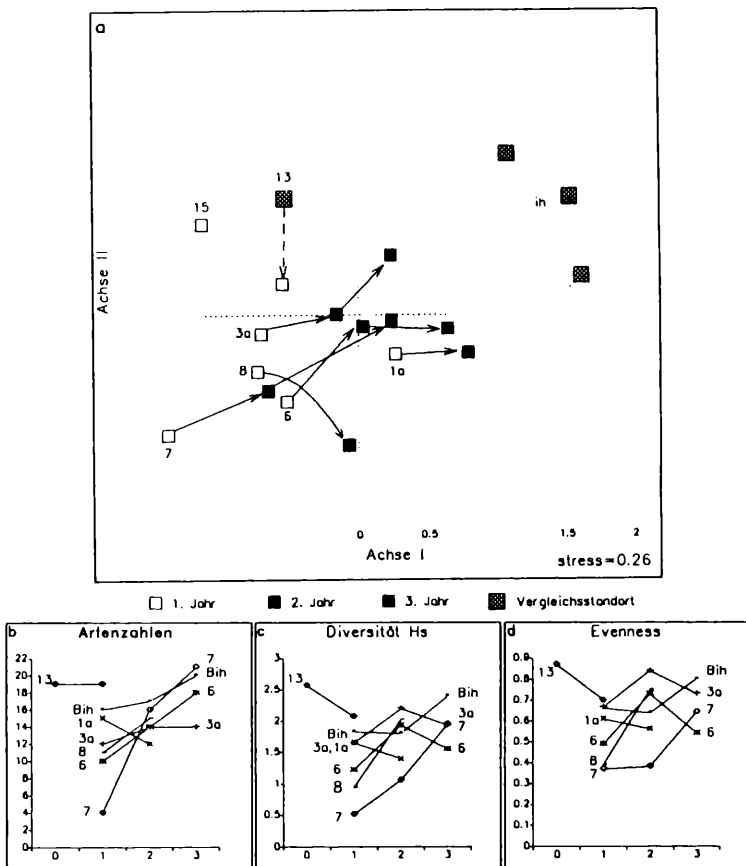 a
13
15
ih
Achse II
3a
8
1a
6
7
0 0.5 1.5 2
Achse I
stress=0.26
1. Jahr 2. Jahr 3. Jahr Vergleichsstandort
b Artenzahlen
22
20
18
16
14
12
10
8
6
4
2
0
13
Bih
1a
3a
8
6
7
7
Bih
6
3a
0 1 2 3
c Diversität Hs
3
2.5
2
1.5
1
0.5
0
13
Bih
3a,1a
6
8
7
Bih
3a
7
6
0 1 2 3
d Evenness
0.9
0.8
0.7
0.6
0.5
0.4
0.3
0.2
0.1
0
13
1a
6
8
7
Bih
3a
7
6
0 1 2 3